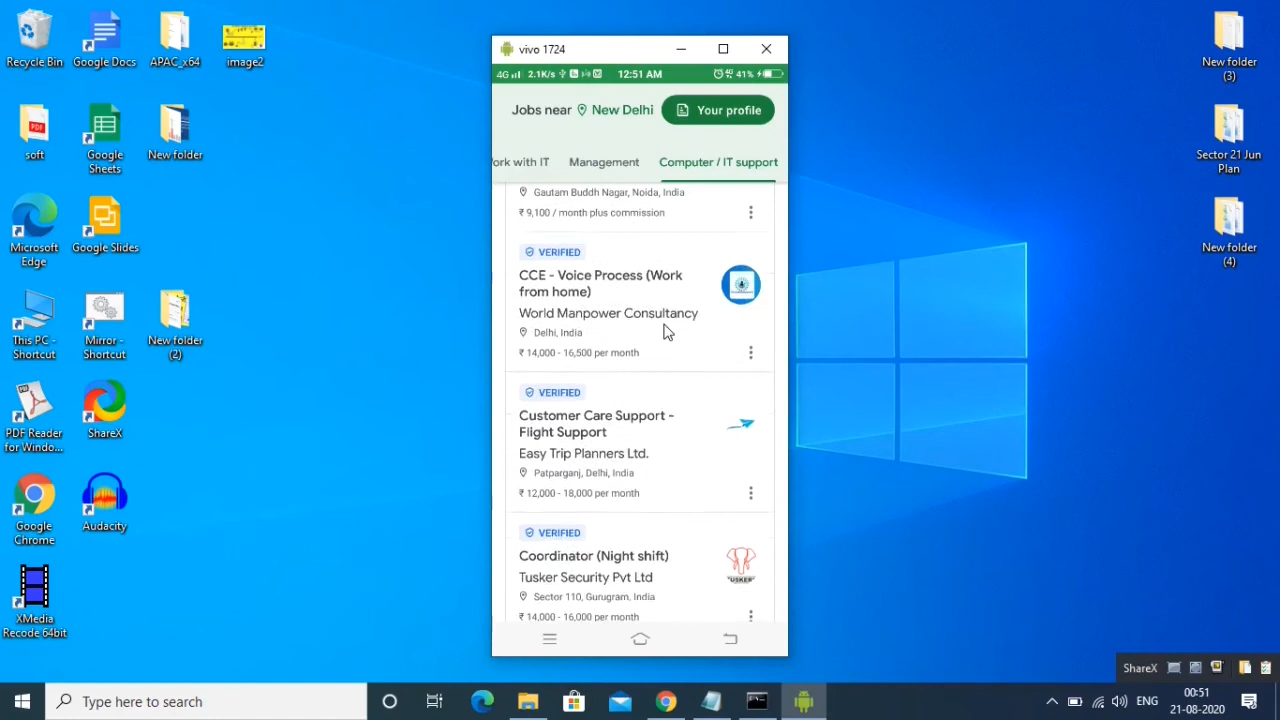 Recycle Bin
Google Docs
APAC_x64
image2
soft
Google
Sheets
New folder
Microsoft
Edge
Google Slides
This PC -
Shortcut
Mirror -
Shortcut
New folder
(2)
PDF Reader
for Windo...
ShareX
Google
Chrome
Audacity
XMedia
Recode 64bit
vivo 1724
4G 2.1K/s 12:51 AM 41%
Jobs near New Delhi
Your profile
ork with IT Management Computer / IT support
Gautam Buddh Nagar, Noida, India
₹ 9,100 / month plus commission
VERIFIED
CCE - Voice Process (Work
from home)
World Manpower Consultancy
Delhi, India
₹ 14,000 - 16,500 per month
VERIFIED
Customer Care Support -
Flight Support
Easy Trip Planners Ltd.
Patparganj, Delhi, India
₹ 12,000 - 18,000 per month
VERIFIED
Coordinator (Night shift)
TUSKER
Tusker Security Pvt Ltd
Sector 110, Gurugram, India
₹ 14,000 - 16,000 per month
New folder
(3)
Sector 21 Jun
Plan
New folder
(4)
ShareX
Type here to search
ENG
00:51
21-08-2020